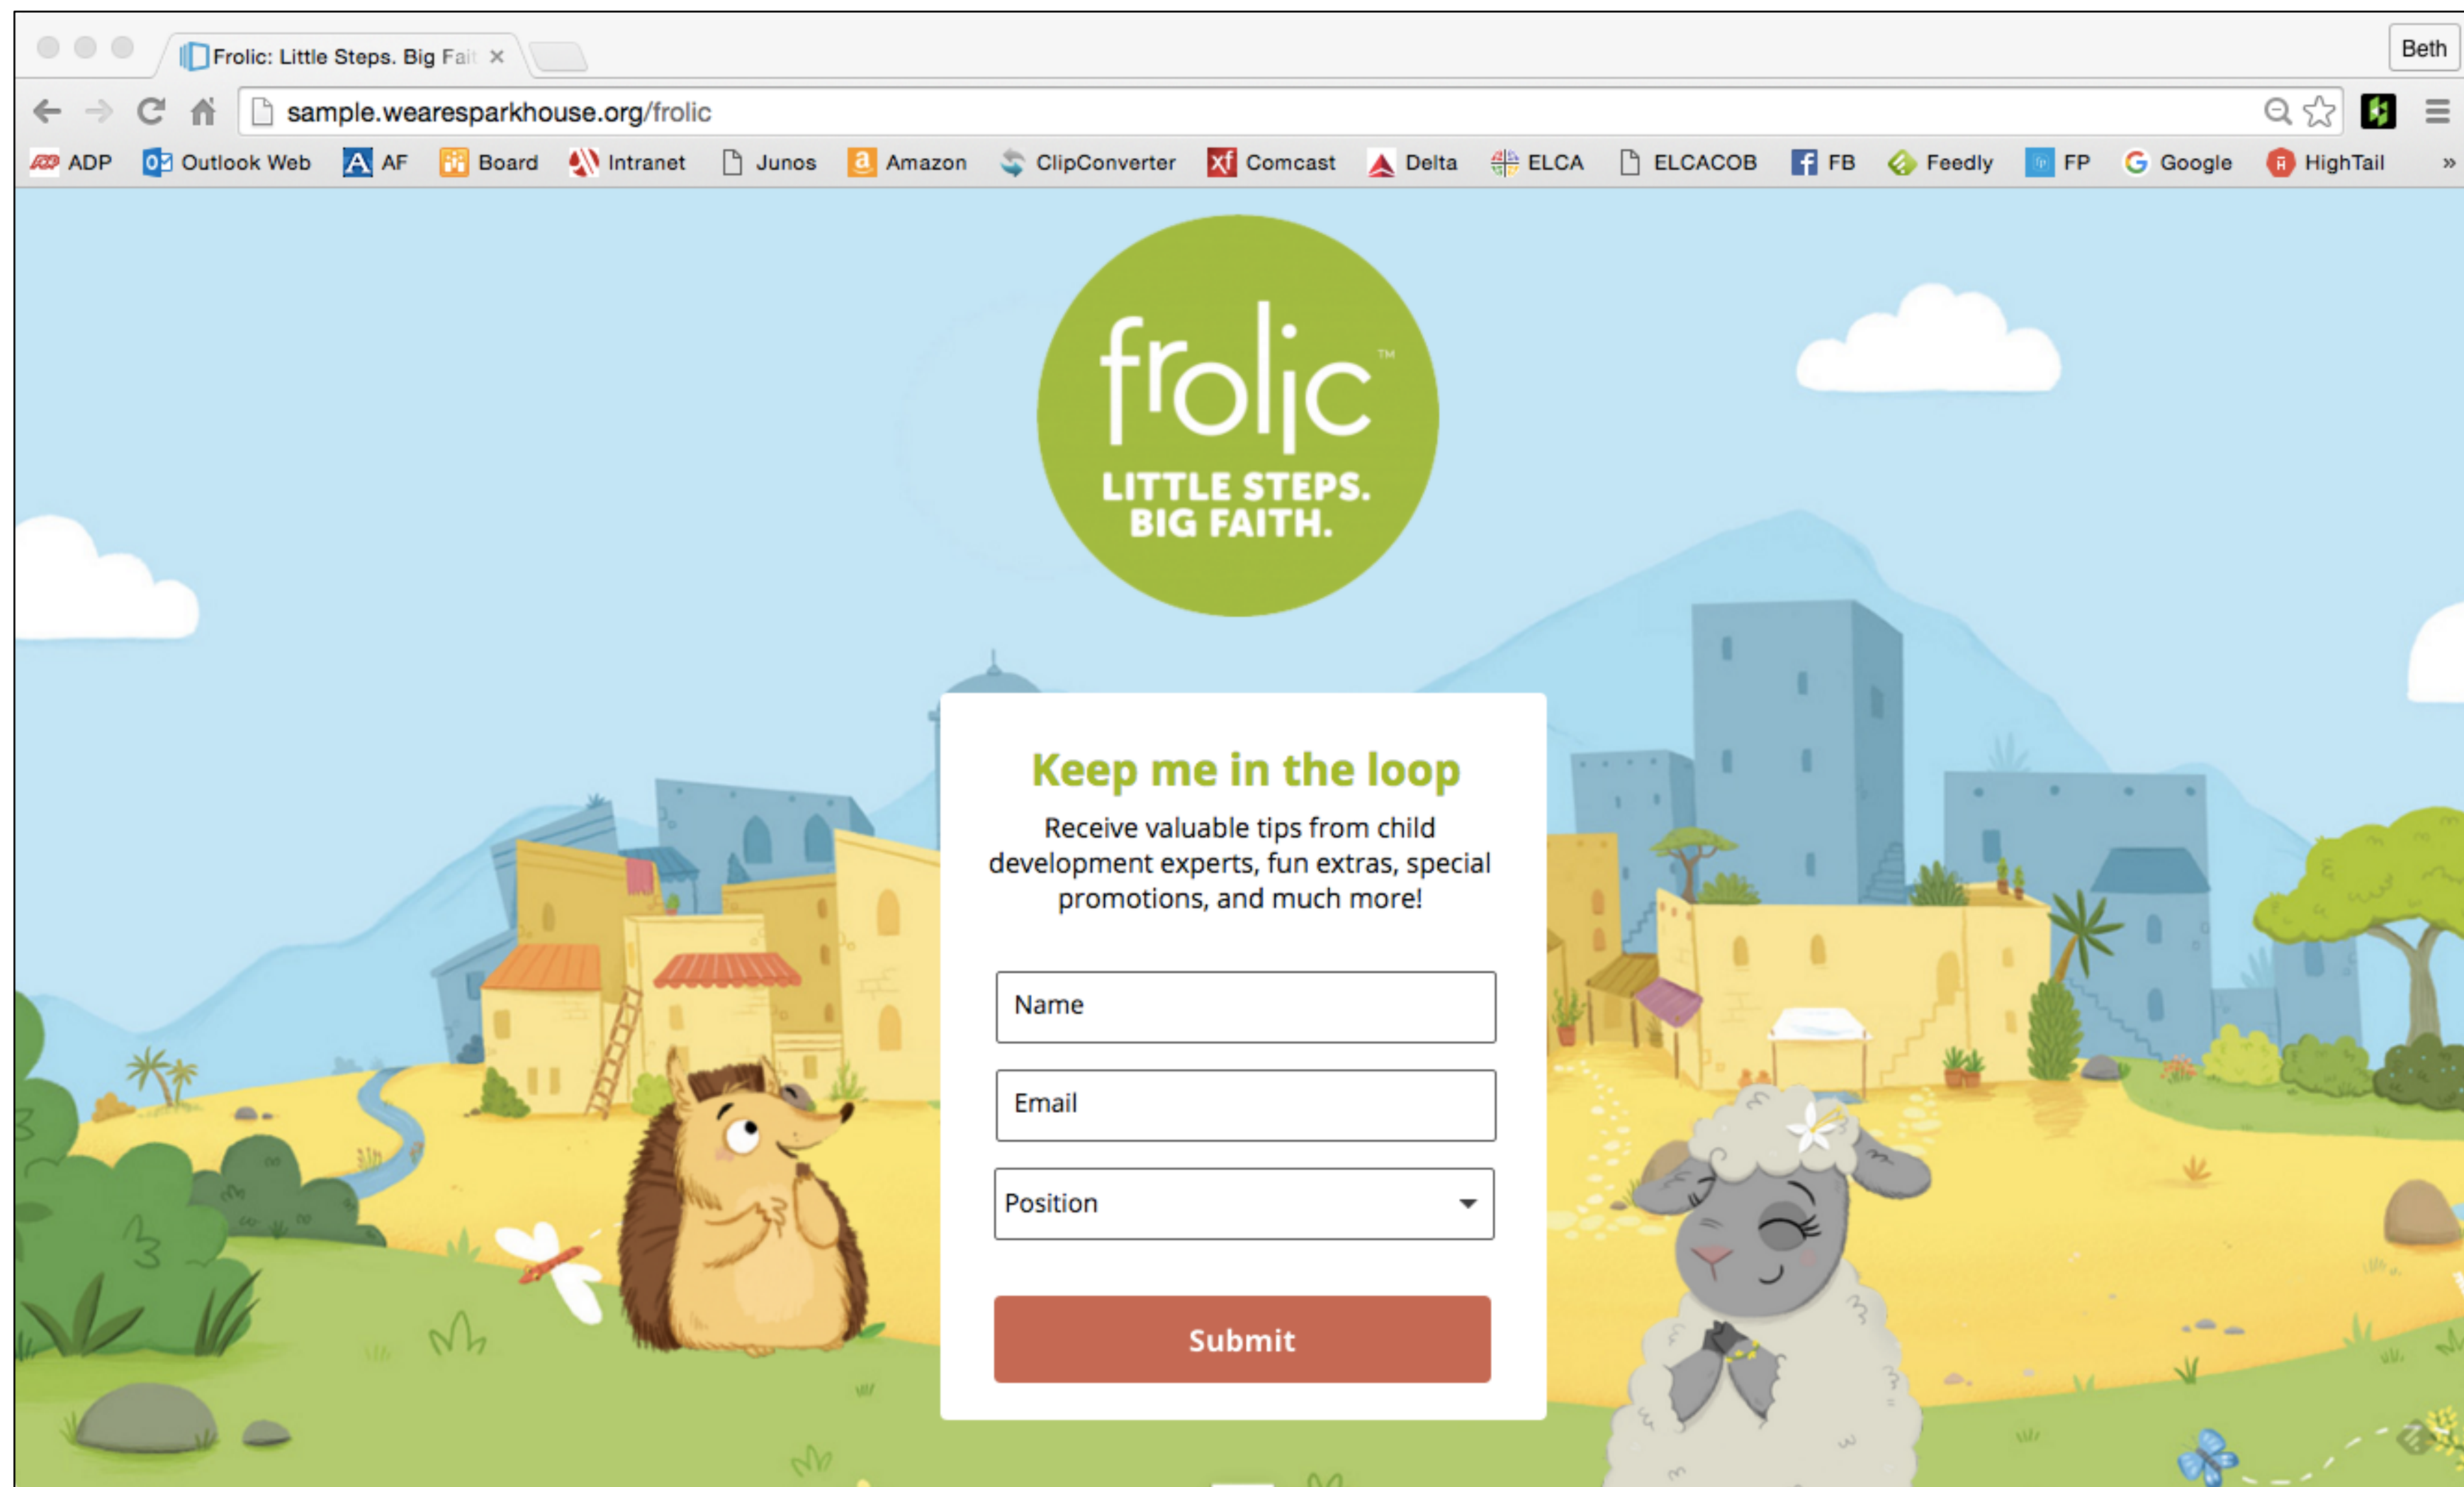 Frolic: Little Steps. Big Fait
Beth
sample.wearesparkhouse.org/frolic
ADP Outlook Web AF Board Intranet Junos Amazon ClipConverter Comcast Delta ELCA ELCACOB FB Feedly FP Google HighTail »
frolic™
LITTLE STEPS.
BIG FAITH.
Keep me in the loop
Receive valuable tips from child
development experts, fun extras, special
promotions, and much more!
Name
Email
Position
Submit